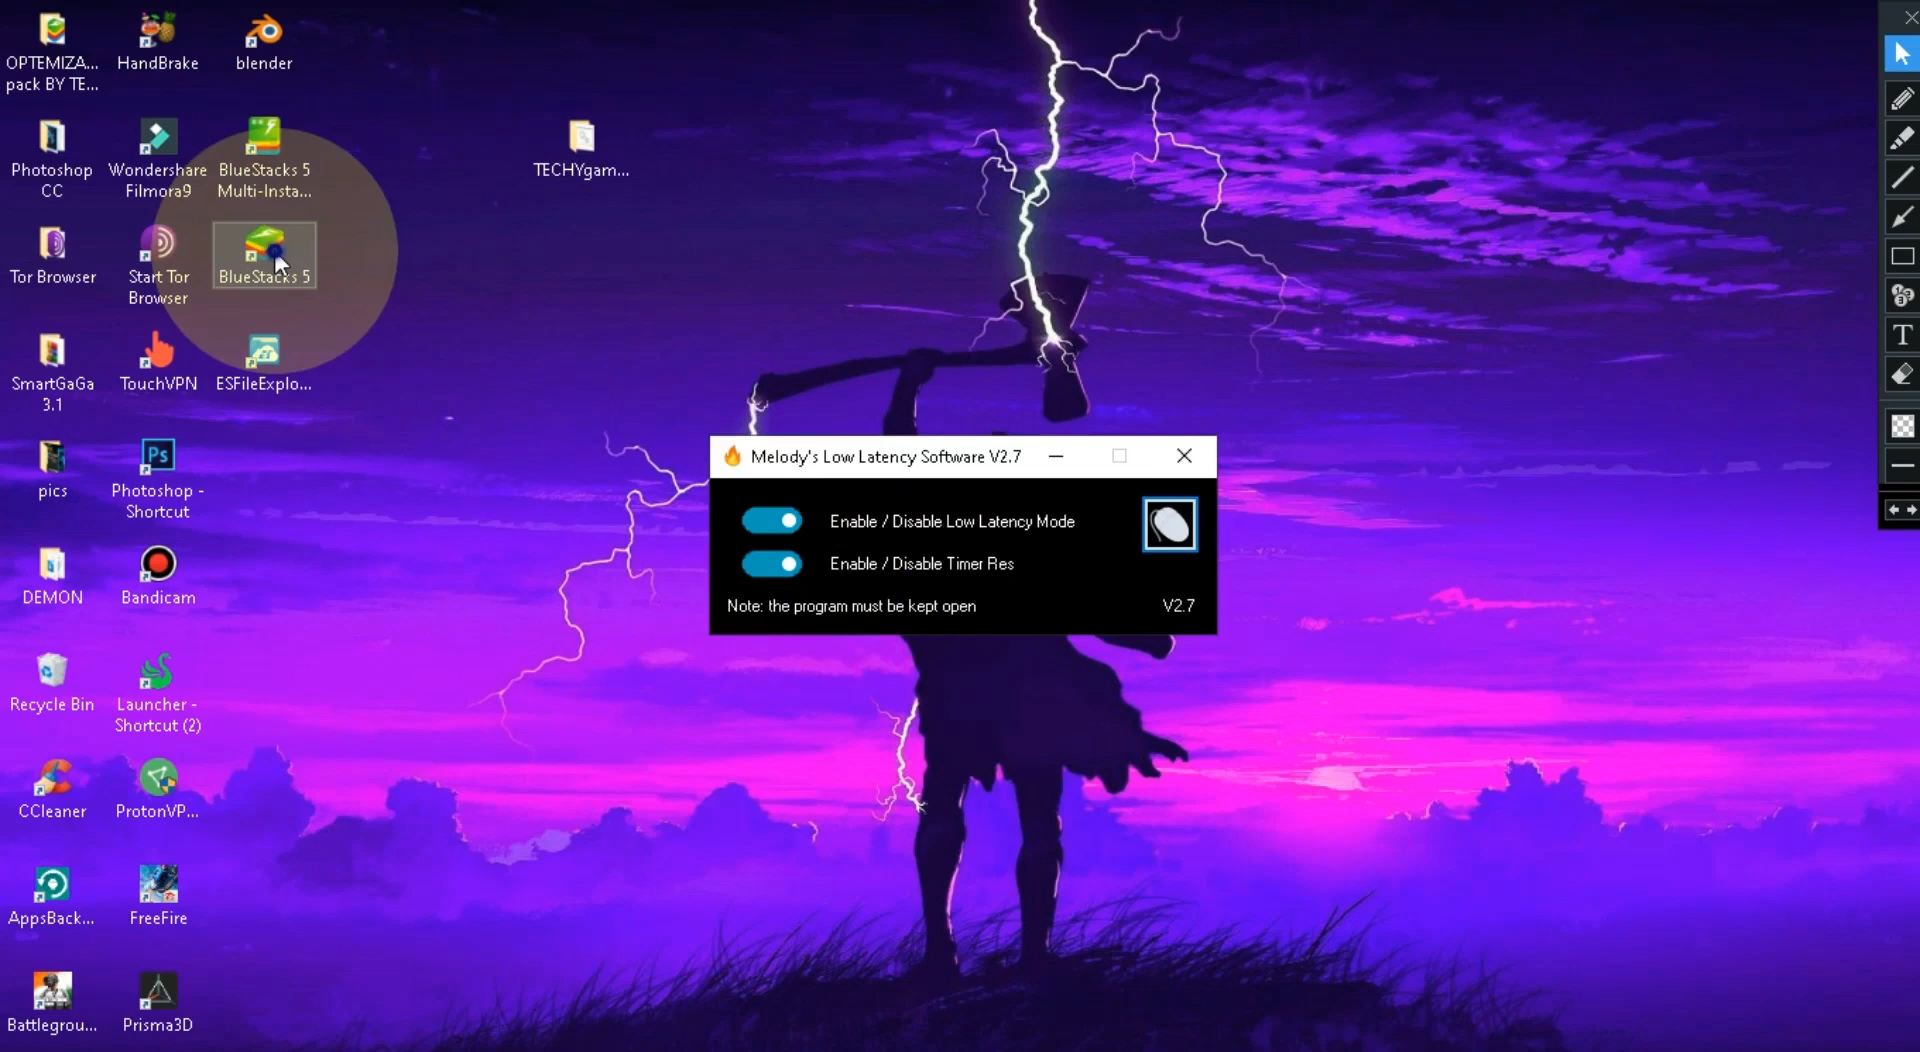 OPTEMIZA...
pack BY TE...
HandBrake
blender
Photoshop
CC
Wondershare
Filmora9
BlueStacks 5
Multi-Insta...
TECHYgam...
Tor Browser
Start Tor
Browser
BlueStacks 5
SmartGaGa
3.1
TouchVPN
ESFileExplo...
pics
Ps
Photoshop -
Shortcut
DEMON
Bandicam
Recycle Bin
Launcher -
Shortcut (2)
CCleaner
ProtonVP...
AppsBack...
FreeFire
Battlegrou...
Prisma3D
Melody's Low Latency Software V2.7
Enable / Disable Low Latency Mode
Enable / Disable Timer Res
Note: the program must be kept open
V2.7
T